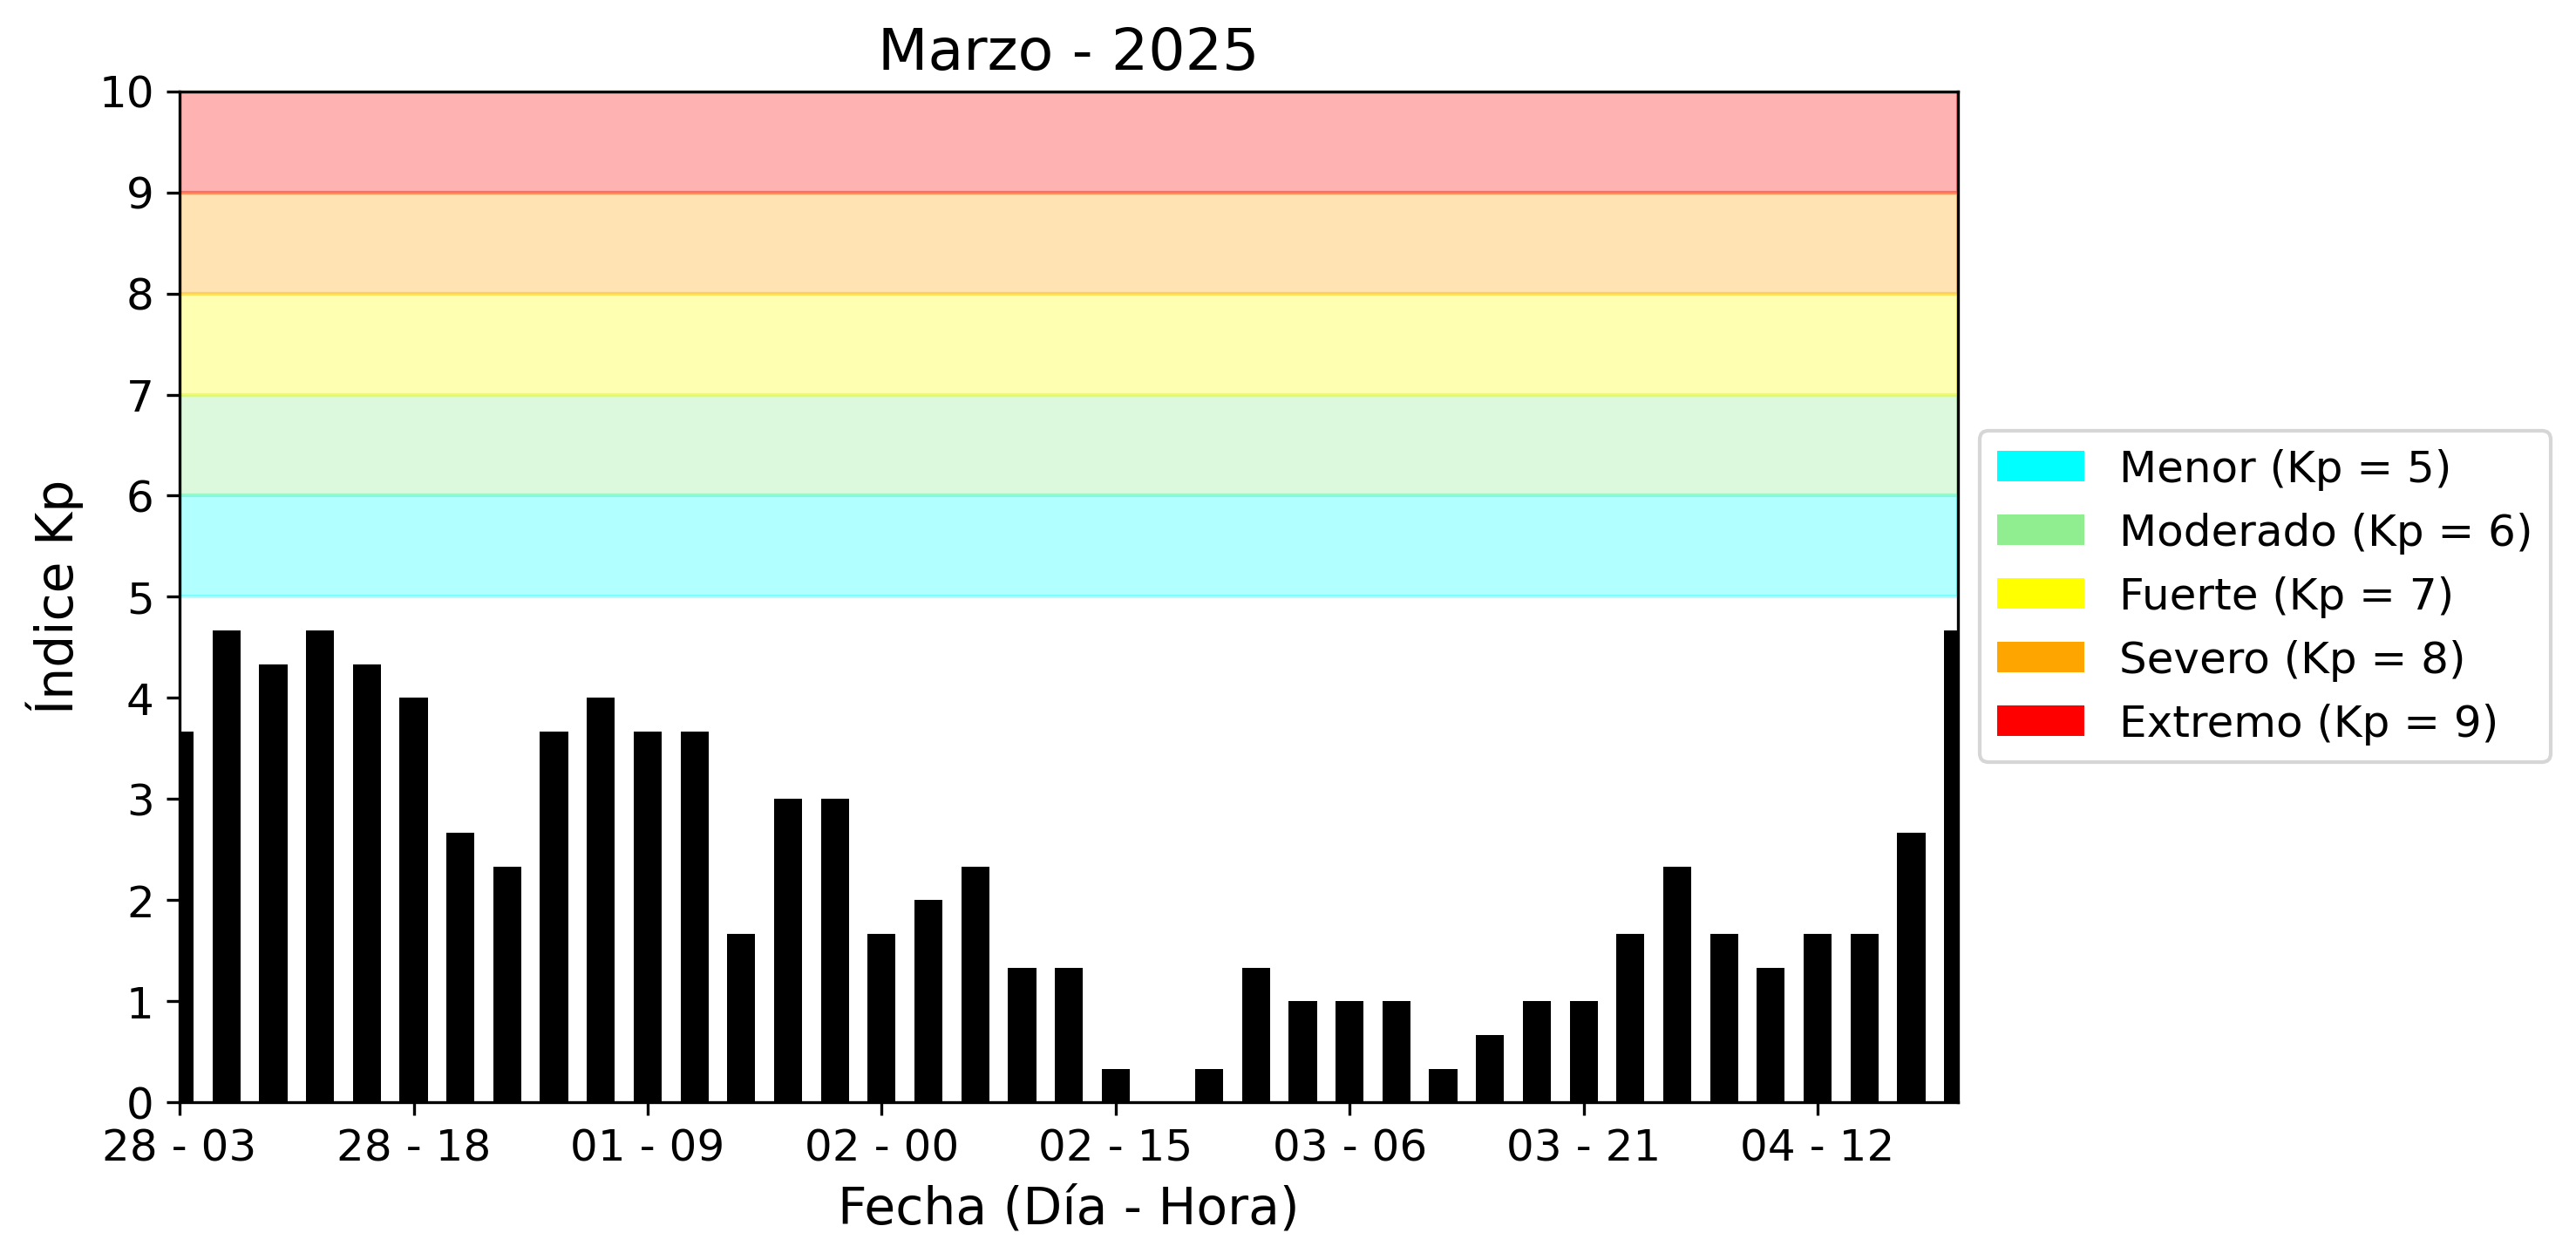 Marzo - 2025
10
9
8
7
6
5
4
3
2
1
0
Índice Kp
28 - 03
28 - 18
01 - 09
02 - 00
02 - 15
03 - 06
03 - 21
04 - 12
Fecha (Día - Hora)
Menor (Kp = 5)
Moderado (Kp = 6)
Fuerte (Kp = 7)
Severo (Kp = 8)
Extremo (Kp = 9)